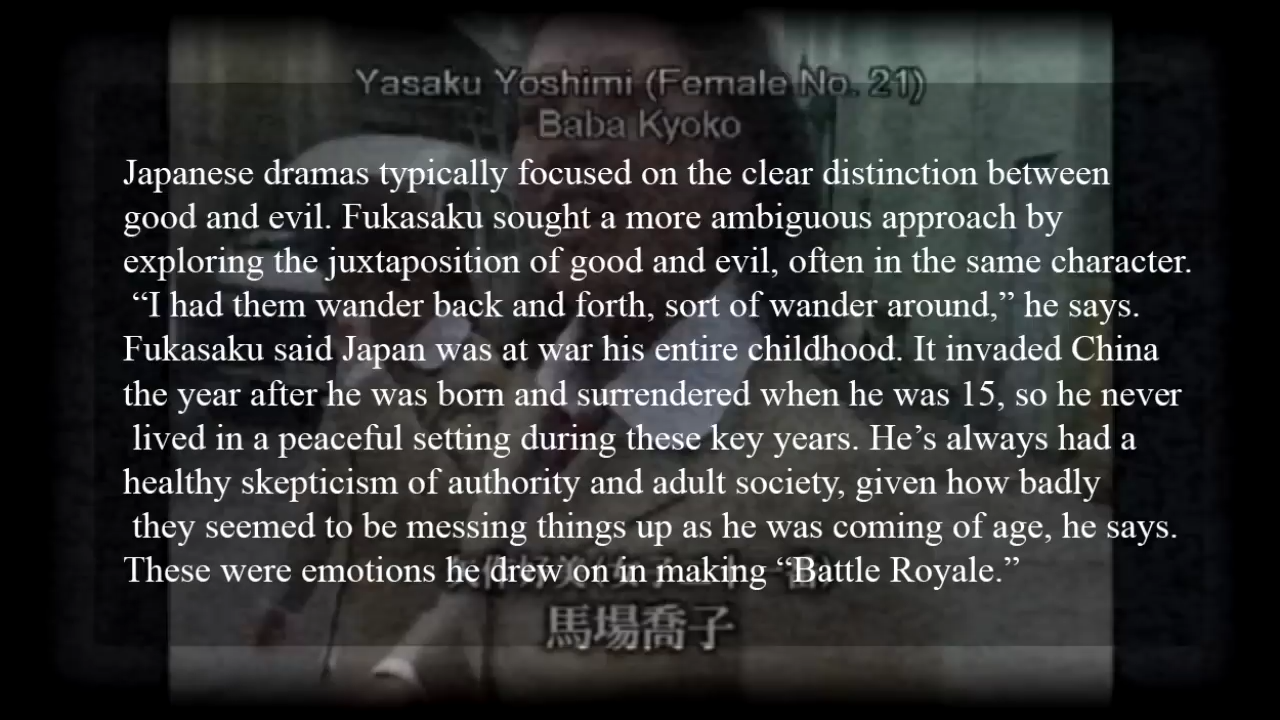 Yasaku Yoshimi (Female No. 21)
Baba Kyoko
Japanese dramas typically focused on the clear distinction between
good and evil. Fukasaku sought a more ambiguous approach by
exploring the juxtaposition of good and evil, often in the same character.
“I had them wander back and forth, sort of wander around,” he says.
Fukasaku said Japan was at war his entire childhood. It invaded China
the year after he was born and surrendered when he was 15, so he never
lived in a peaceful setting during these key years. He’s always had a
healthy skepticism of authority and adult society, given how badly
they seemed to be messing things up as he was coming of age, he says.
These were emotions he drew on in making “Battle Royale.”
馬場喬子